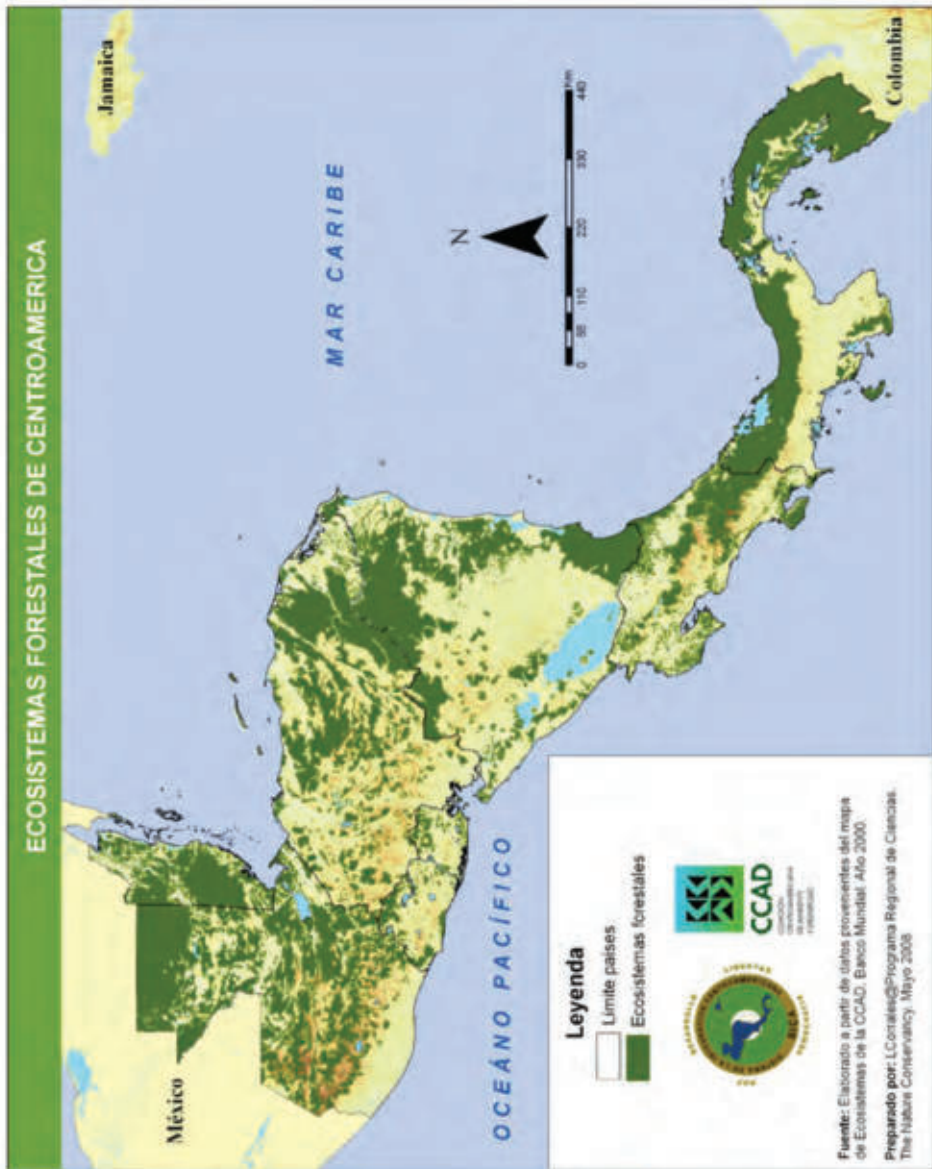 ECOSISTEMAS FORESTALES DE CENTROAMERICA
Jamaica
MAR CARIBE
N
0 55 110 220 330 440
Km
México
Colombia
OCEÁNO PACÍFICO
Leyenda
Límite países
Ecosistemas forestales
CCAD
Fuente: Elaborado a partir de datos provenientes del mapa
de Ecosistemas de la CCAD. Banco Mundial. Año 2000.
Preparado por: LCorrales@Programa Regional de Ciencias.
The Nature Conservancy. Mayo 2008